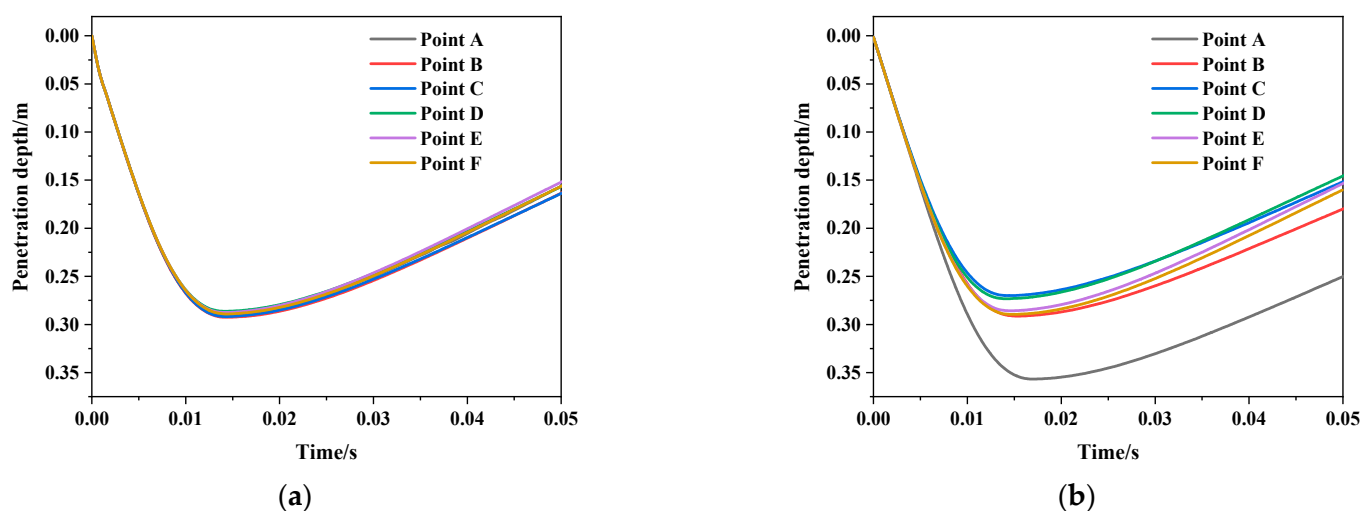 0.00
0.05
0.10
0.15
0.20
0.25
0.30
0.35
Penetration depth/m
Point A
Point B
Point C
Point D
Point E
Point F
0.00 0.01 0.02 0.03 0.04 0.05
Time/s
(a)
0.00
0.05
0.10
0.15
0.20
0.25
0.30
0.35
Penetration depth/m
Point A
Point B
Point C
Point D
Point E
Point F
0.00 0.01 0.02 0.03 0.04 0.05
Time/s
(b)